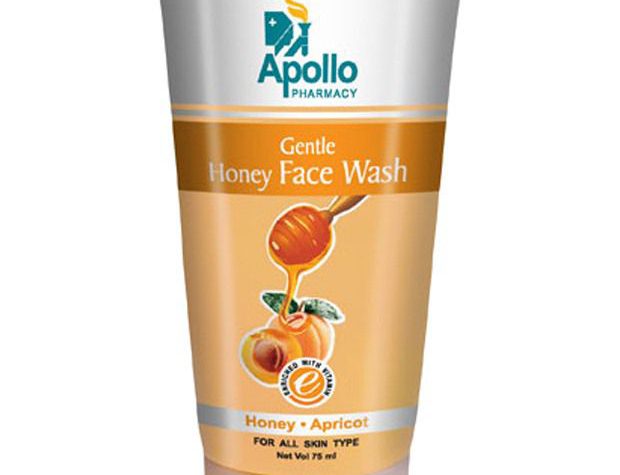 Apollo
PHARMACY
Gentle
Honey Face Wash
ENRICHED WITH VITAMIN
e
Honey • Apricot
FOR ALL SKIN TYPE
Net Vol 75 ml